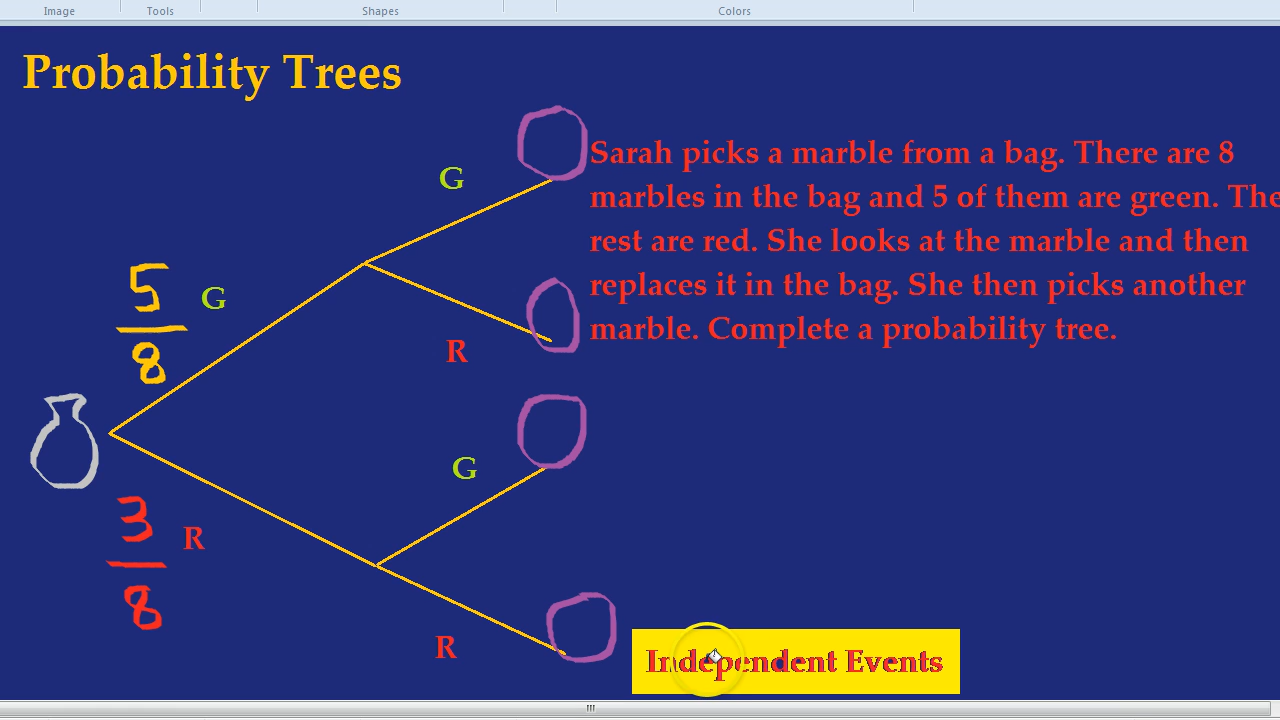 Image Tools Shapes Colors
Probability Trees
Sarah picks a marble from a bag. There are 8
marbles in the bag and 5 of them are green. The
rest are red. She looks at the marble and then
replaces it in the bag. She then picks another
marble. Complete a probability tree.
G
5
8
G
R
G
3
8
R
R
Independent Events